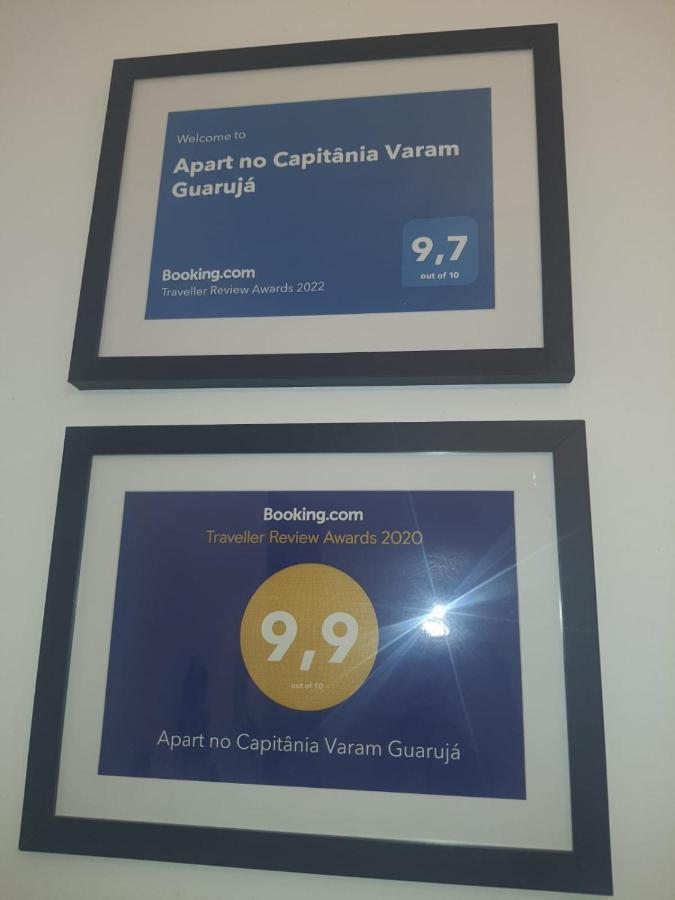 Welcome to
Apart no Capitânia Varam
Guarujá
9,7
out of 10
Booking.com
Traveller Review Awards 2022
Booking.com
Traveller Review Awards 2020
9,9
out of 10
Apart no Capitânia Varam Guarujá